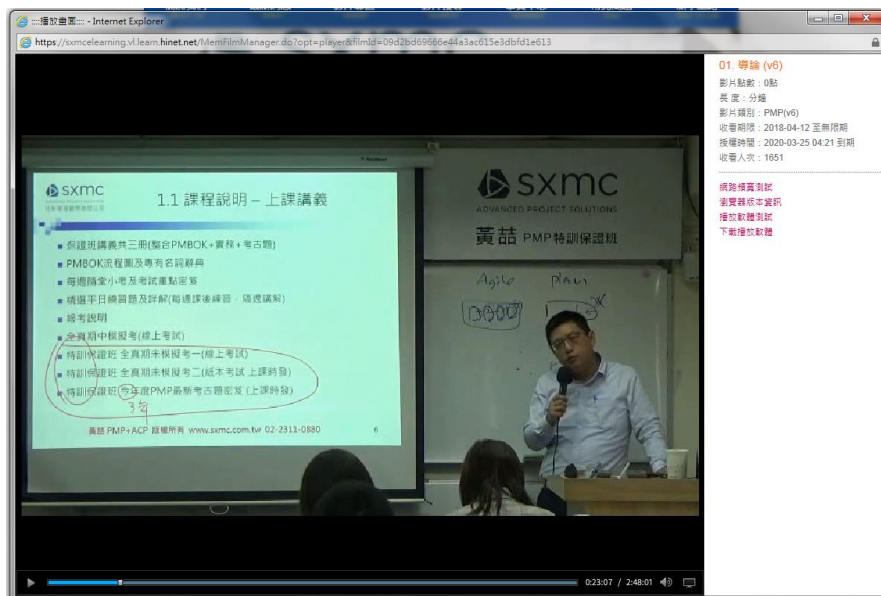 ::::播放畫面:::: - Internet Explorer
https://sxmcelearning.vl.learn.hinet.net/MemFilmManager.do?opt=player&filmId=09d2bd69666e44a3ac615e3dbfd1e613
01. 導論 (v6)
影片點數：0點
長 度：分鐘
影片類別：PMP(v6)
收看期限：2018-04-12 至無限期
授權時間：2020-03-25 04:21 到期
收看人次：1651
網路頻寬測試
瀏覽器版本資訊
播放軟體測試
下載播放軟體
sxmc
1.1 課程說明 – 上課講義
保證班講義共三冊(整合PMBOK+實務+考古題)
PMBOK流程圖及專有名詞辭典
每週隨堂小考及考試重點密笈
精選平日練習題及詳解(每週課後練習，隔週講解)
報考說明
全真期中模擬考(線上考試)
特訓保證班 全真期末模擬考一(線上考試)
特訓保證班 全真期末模擬考二(紙本考試 上課時發)
特訓保證班 今年度PMP最新考古題密笈 (上課時發)
3年
黃喆 PMP+ACP 版權所有 www.sxmc.com.tw 02-2311-0880
6
sxmc
ADVANCED PROJECT SOLUTIONS
黃喆 PMP特訓保證班
Agile plan
0:23:07 / 2:48:01